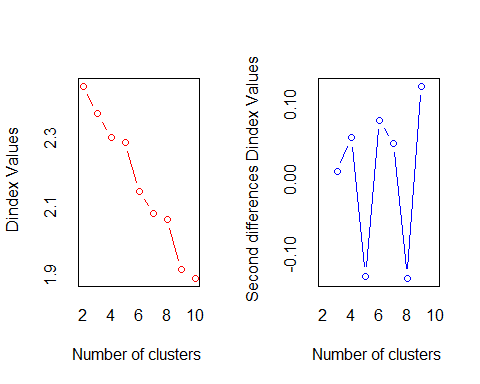 Dindex Values
2.3
2.1
1.9
2 4 6 8 10
Number of clusters
Second differences Dindex Values
0.10
0.00
-0.10
2 4 6 8 10
Number of clusters